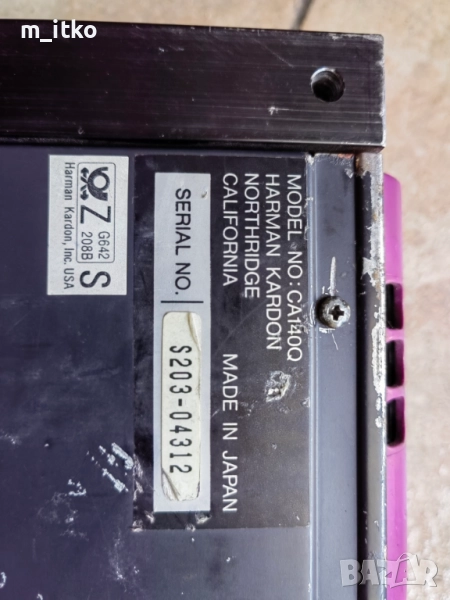 m_itko
MODEL NO:CA140Q
HARMAN KARDON
NORTHRIDGE
CALIFORNIA MADE IN JAPAN
SERIAL NO. S203-04312
Z G642
208B S
Harman Kardon, Inc. USA
BAZAR